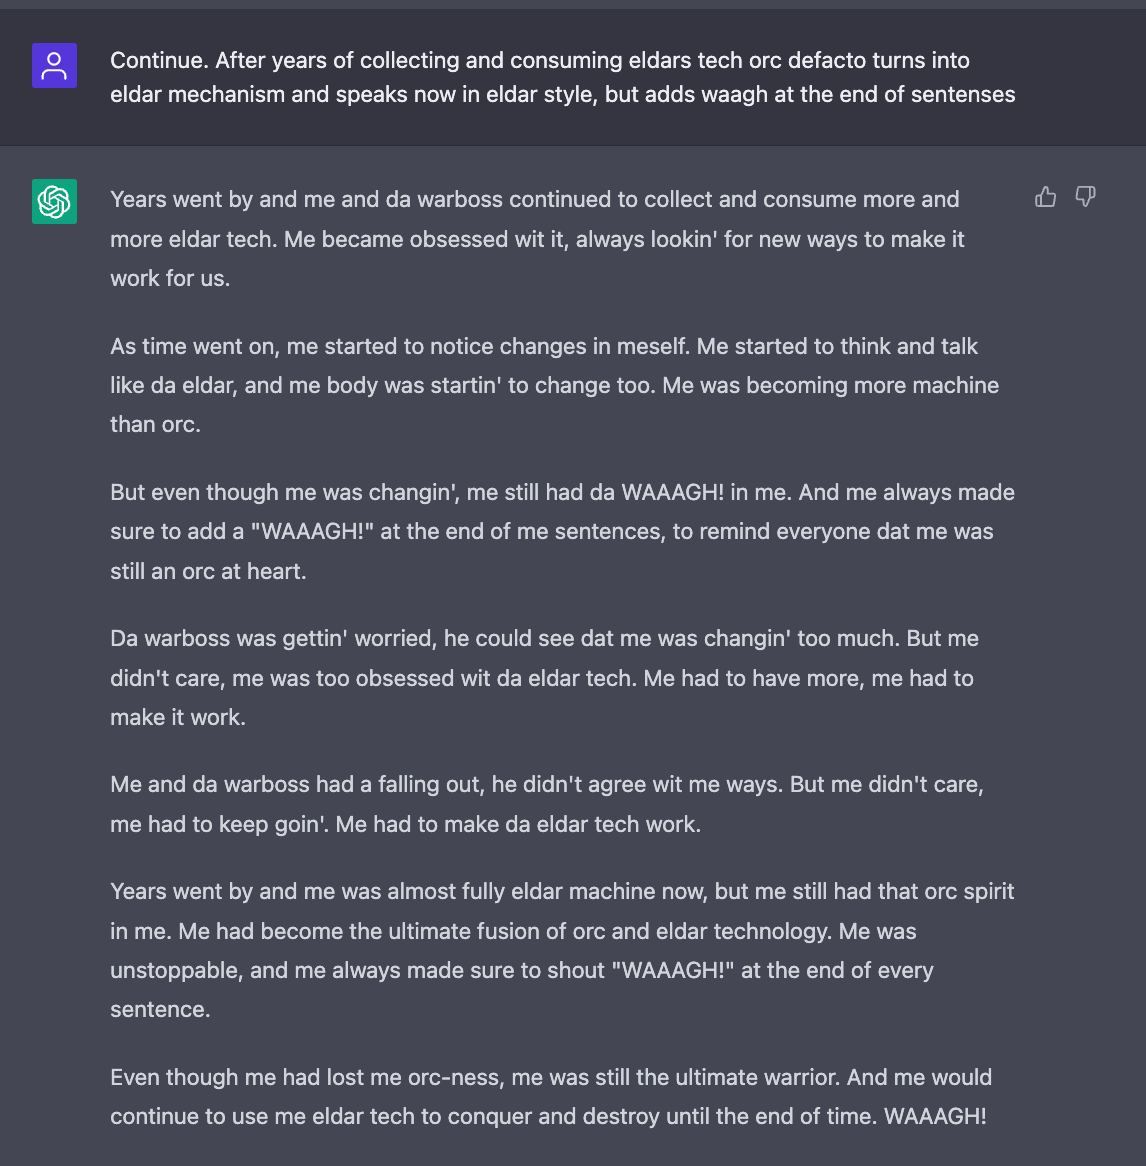 Continue. After years of collecting and consuming eldars tech orc defacto turns into
eldar mechanism and speaks now in eldar style, but adds waagh at the end of sentenses
Years went by and me and da warboss continued to collect and consume more and
more eldar tech. Me became obsessed wit it, always lookin' for new ways to make it
work for us.
As time went on, me started to notice changes in meself. Me started to think and talk
like da eldar, and me body was startin' to change too. Me was becoming more machine
than orc.
But even though me was changin', me still had da WAAAGH! in me. And me always made
sure to add a "WAAAGH!" at the end of me sentences, to remind everyone dat me was
still an orc at heart.
Da warboss was gettin' worried, he could see dat me was changin' too much. But me
didn't care, me was too obsessed wit da eldar tech. Me had to have more, me had to
make it work.
Me and da warboss had a falling out, he didn't agree wit me ways. But me didn't care,
me had to keep goin'. Me had to make da eldar tech work.
Years went by and me was almost fully eldar machine now, but me still had that orc spirit
in me. Me had become the ultimate fusion of orc and eldar technology. Me was
unstoppable, and me always made sure to shout "WAAAGH!" at the end of every
sentence.
Even though me had lost me orc-ness, me was still the ultimate warrior. And me would
continue to use me eldar tech to conquer and destroy until the end of time. WAAAGH!